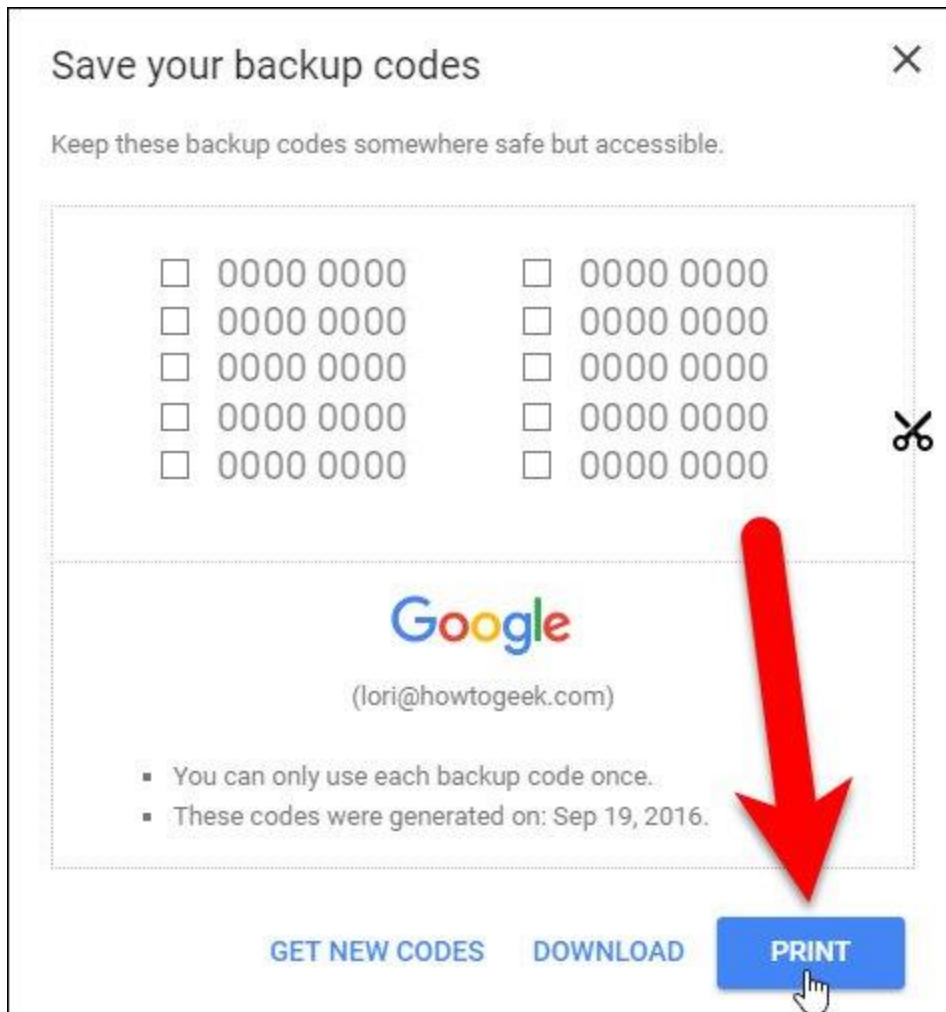 Save your backup codes
Keep these backup codes somewhere safe but accessible.
0000 0000 0000 0000
0000 0000 0000 0000
0000 0000 0000 0000
0000 0000 0000 0000
0000 0000 0000 0000
Google
(lori@howtogeek.com)
You can only use each backup code once.
These codes were generated on: Sep 19, 2016.
GET NEW CODES DOWNLOAD PRINT